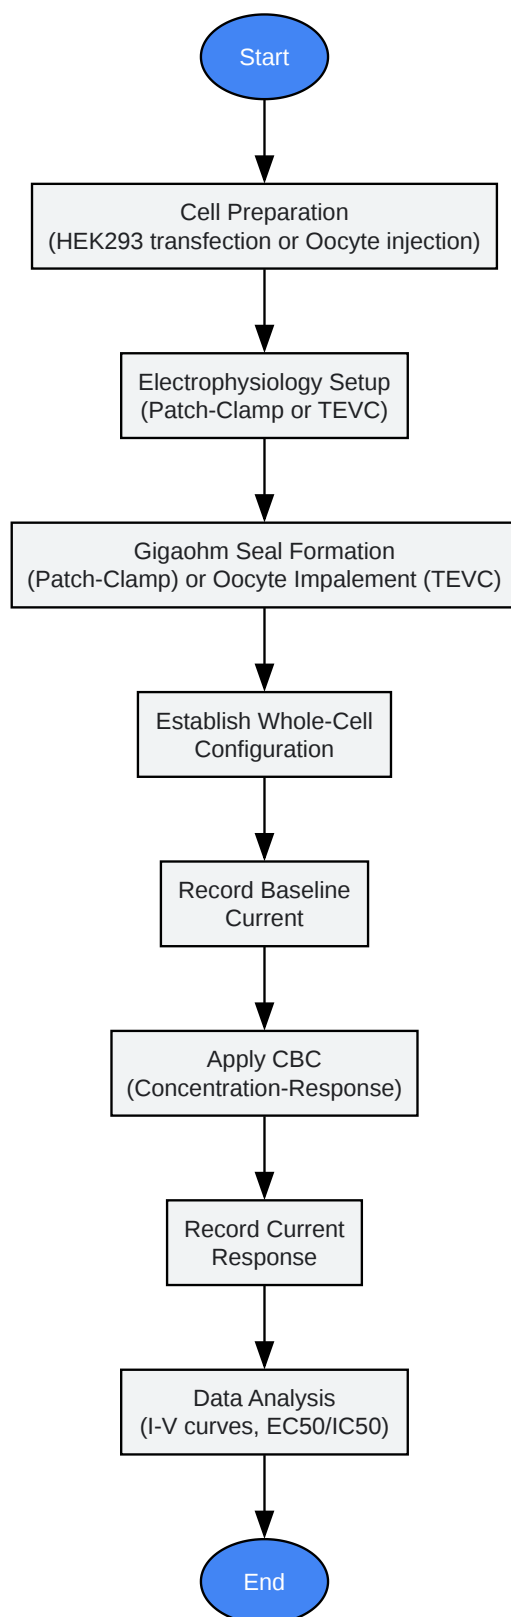 Start
Cell Preparation
(HEK293 transfection or Oocyte injection)
Electrophysiology Setup
(Patch-Clamp or TEVC)
Gigaohm Seal Formation
(Patch-Clamp) or Oocyte Impalement (TEVC)
Establish Whole-Cell
Configuration
Record Baseline
Current
Apply CBC
(Concentration-Response)
Record Current
Response
Data Analysis
(I-V curves, EC50/IC50)
End